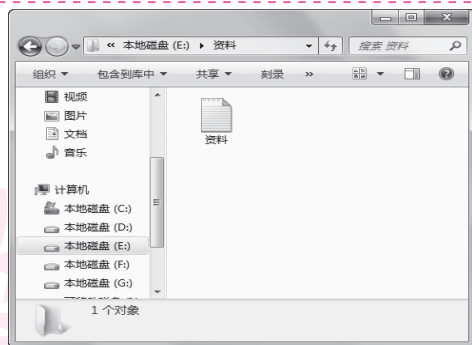 « 本地磁盘 (E:) ▸ 资料
搜索 资料
组织 ▼ 包含到库中 ▼ 共享 ▼ 刻录 »
视频
图片
文档
音乐
计算机
本地磁盘 (C:)
本地磁盘 (D:)
本地磁盘 (E:)
本地磁盘 (F:)
本地磁盘 (G:)
资料
1 个对象